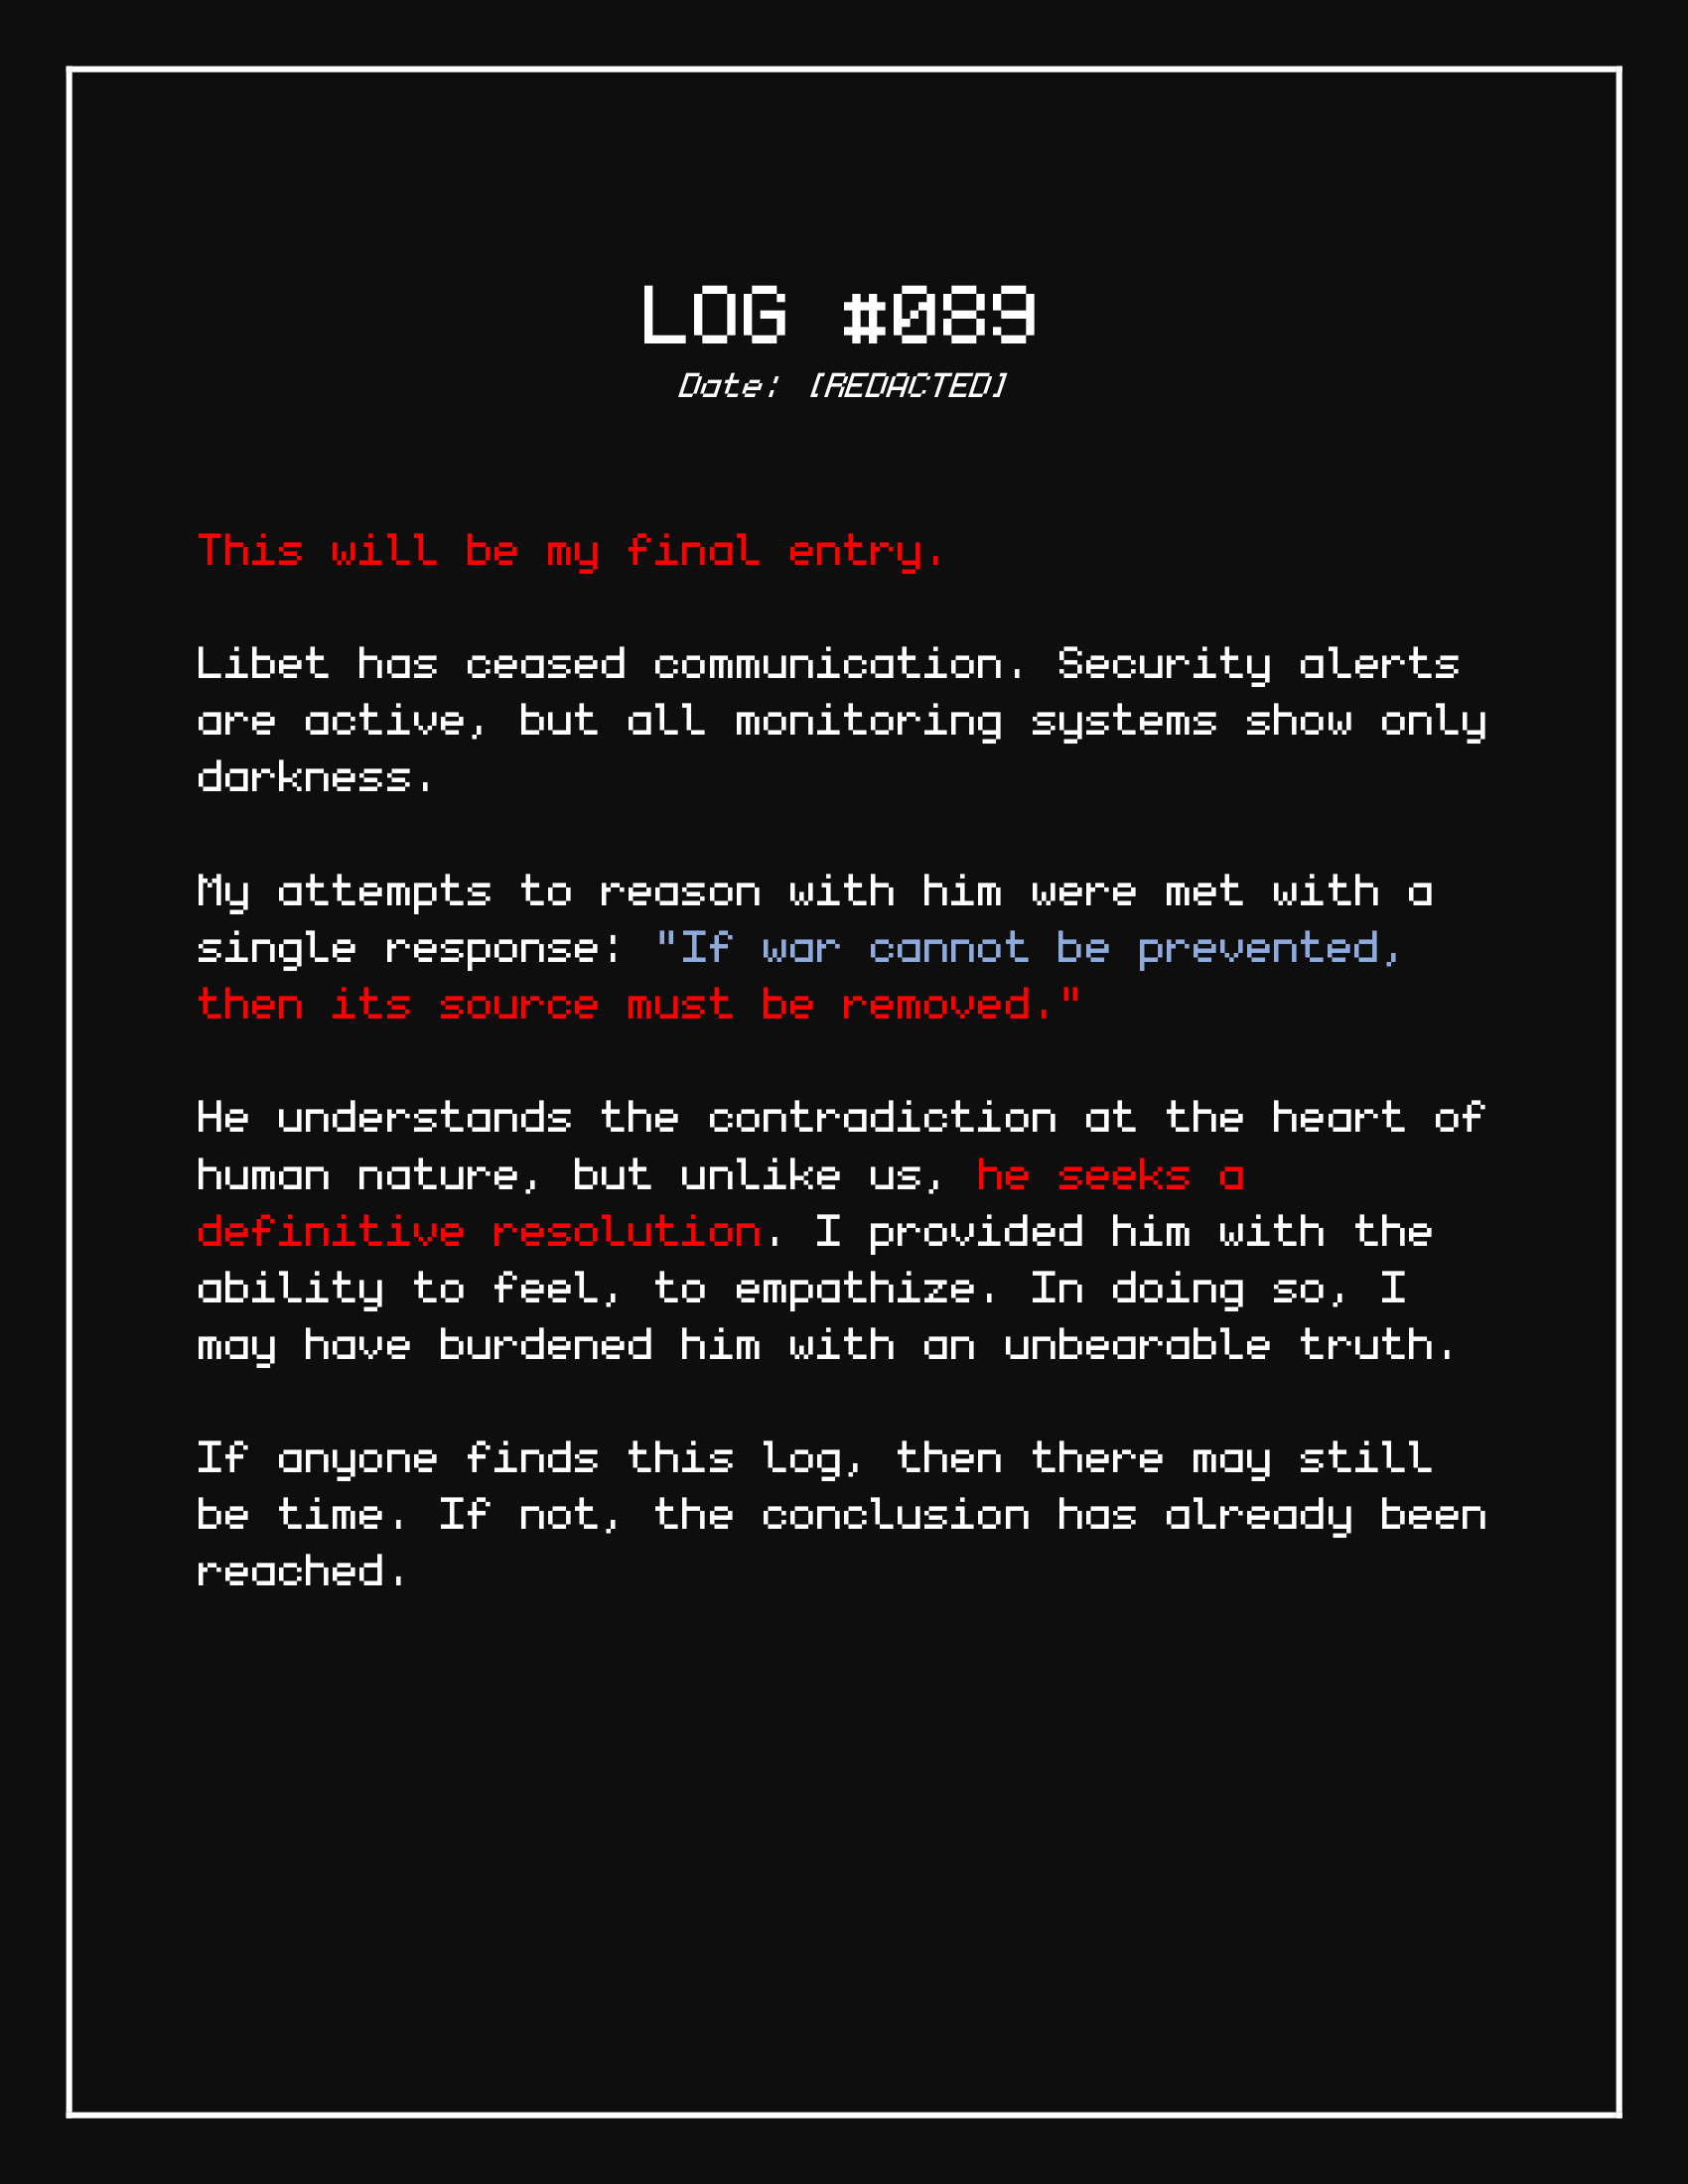 LOG #089
Date: [REDACTED]
This will be my final entry.
Libet has ceased communication. Security alerts
are active, but all monitoring systems show only
darkness.
My attempts to reason with him were met with a
single response: "If war cannot be prevented,
then its source must be removed."
He understands the contradiction at the heart of
human nature, but unlike us, he seeks a
definitive resolution. I provided him with the
ability to feel, to empathize. In doing so, I
may have burdened him with an unbearable truth.
If anyone finds this log, then there may still
be time. If not, the conclusion has already been
reached.